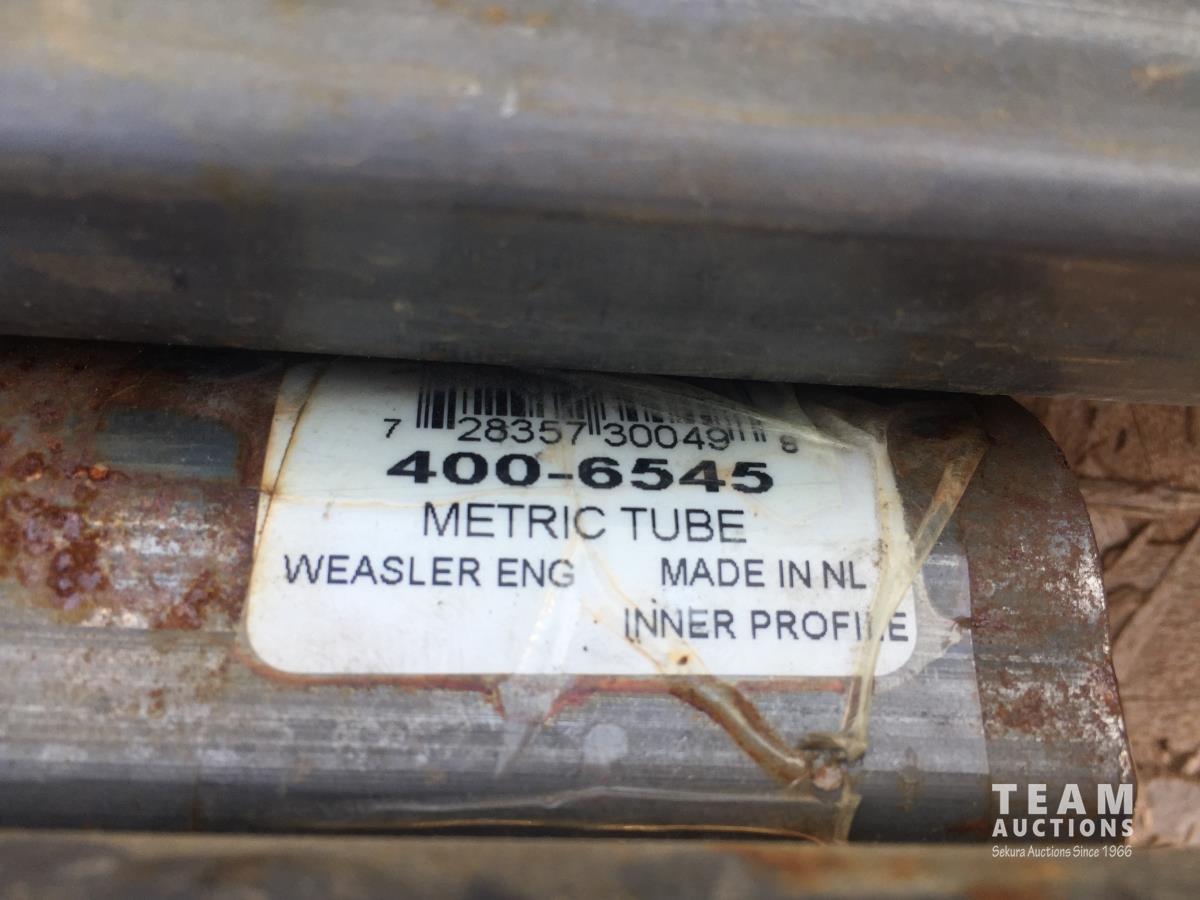 7 28357 30049 8
400-6545
METRIC TUBE
WEASLER ENG MADE IN NL
INNER PROFILE
TEAM
AUCTIONS
Sekura Auctions Since 1966